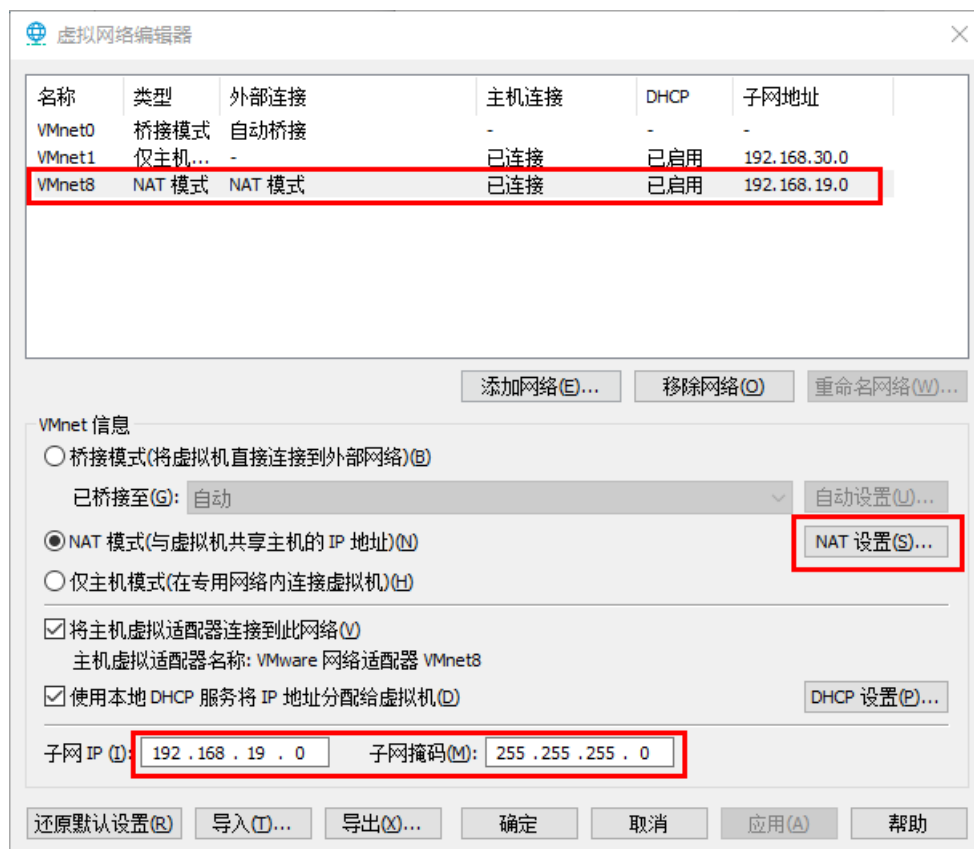 虚拟网络编辑器
名称 类型 外部连接 主机连接 DHCP 子网地址
VMnet0 桥接模式 自动桥接 - - -
VMnet1 仅主机... - 已连接 已启用 192.168.30.0
VMnet8 NAT 模式 NAT 模式 已连接 已启用 192.168.19.0
添加网络(E)... 移除网络(O) 重命名网络(W)...
VMnet 信息
桥接模式(将虚拟机直接连接到外部网络)(B)
已桥接至(G): 自动 自动设置(U)...
NAT 模式(与虚拟机共享主机的 IP 地址)(N) NAT 设置(S)...
仅主机模式(在专用网络内连接虚拟机)(H)
将主机虚拟适配器连接到此网络(V)
主机虚拟适配器名称: VMware 网络适配器 VMnet8
使用本地 DHCP 服务将 IP 地址分配给虚拟机(D) DHCP 设置(P)...
子网 IP (I): 192 . 168 . 19 . 0 子网掩码(M): 255 . 255 . 255 . 0
还原默认设置(R) 导入(T)... 导出(X)... 确定 取消 应用(A) 帮助